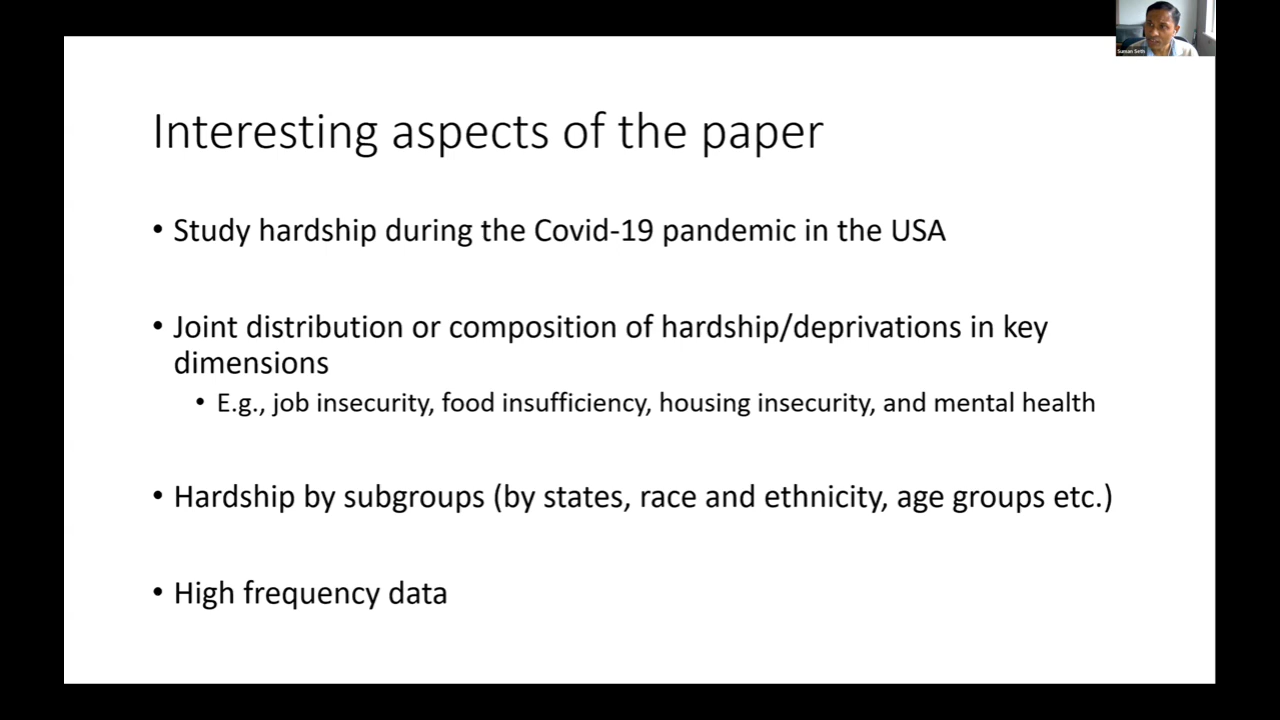 Suman Seth
Interesting aspects of the paper
• Study hardship during the Covid-19 pandemic in the USA
• Joint distribution or composition of hardship/deprivations in key
dimensions
• E.g., job insecurity, food insufficiency, housing insecurity, and mental health
• Hardship by subgroups (by states, race and ethnicity, age groups etc.)
• High frequency data